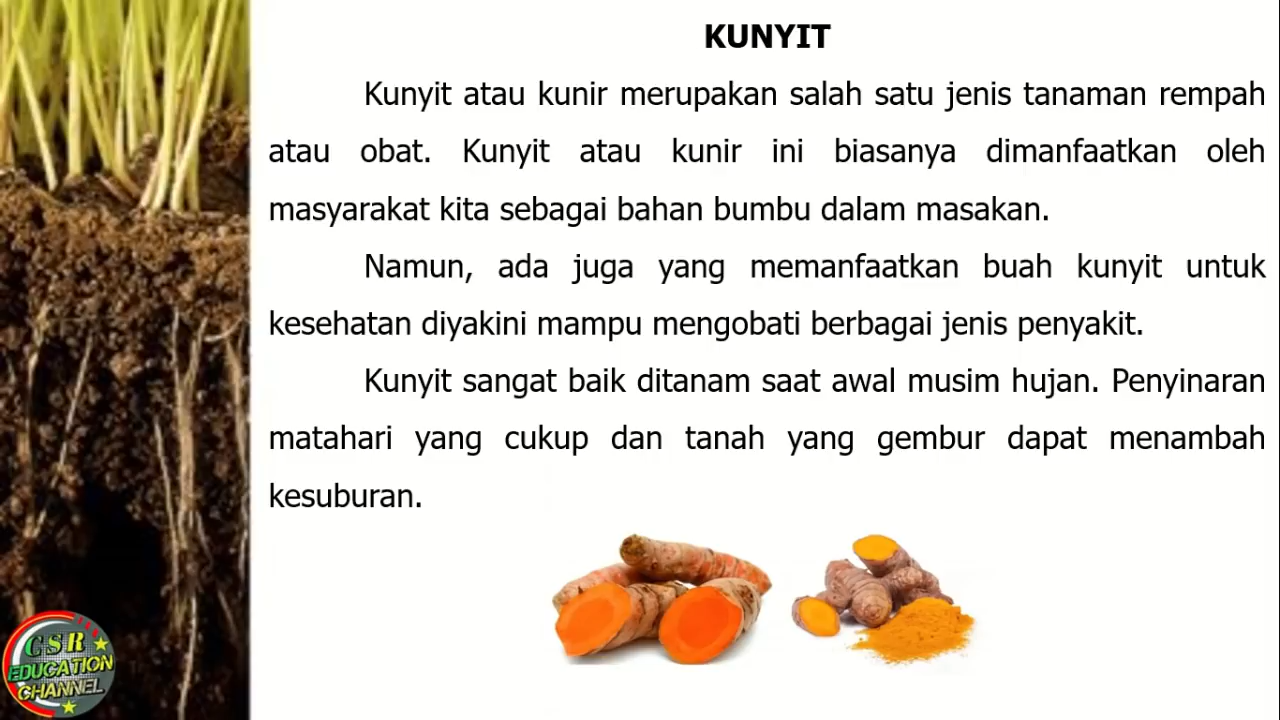 KUNYIT
Kunyit atau kunir merupakan salah satu jenis tanaman rempah
atau obat. Kunyit atau kunir ini biasanya dimanfaatkan oleh
masyarakat kita sebagai bahan bumbu dalam masakan.
Namun, ada juga yang memanfaatkan buah kunyit untuk
kesehatan diyakini mampu mengobati berbagai jenis penyakit.
Kunyit sangat baik ditanam saat awal musim hujan. Penyinaran
matahari yang cukup dan tanah yang gembur dapat menambah
kesuburan.
CSR
EDUCATION
CHANNEL